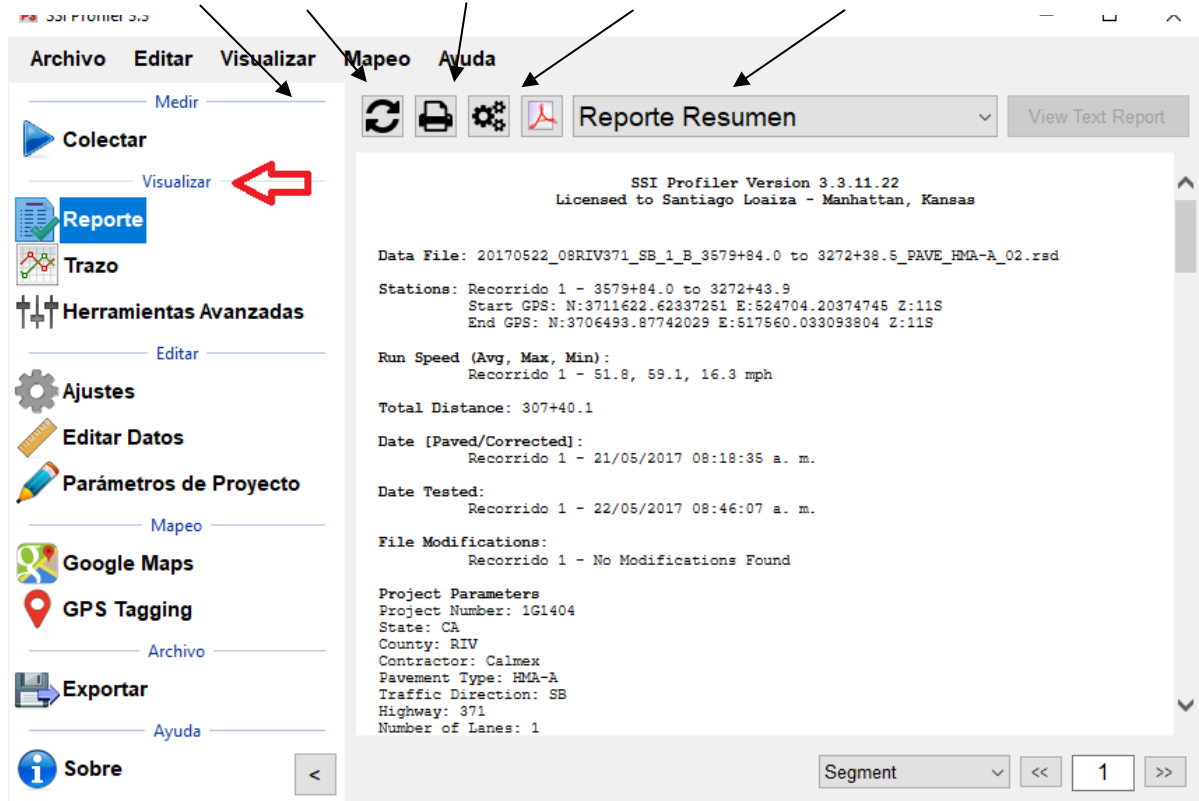 SSI Profiler 3.3
Archivo Editar Visualizar Mapeo Ayuda
Medir
Colectar
Visualizar
Reporte
Trazo
Herramientas Avanzadas
Editar
Ajustes
Editar Datos
Parámetros de Proyecto
Mapeo
Google Maps
GPS Tagging
Archivo
Exportar
Ayuda
Sobre
<
Reporte Resumen
View Text Report
SSI Profiler Version 3.3.11.22
Licensed to Santiago Loaiza - Manhattan, Kansas
Data File: 20170522_08RIV371_SB_1_B_3579+84.0 to 3272+38.5_PAVE_HMA-A_02.rsd
Stations: Recorrido 1 - 3579+84.0 to 3272+43.9
Start GPS: N:3711622.62337251 E:524704.20374745 Z:11S
End GPS: N:3706493.87742029 E:517560.033093804 Z:11S
Run Speed (Avg, Max, Min):
Recorrido 1 - 51.8, 59.1, 16.3 mph
Total Distance: 307+40.1
Date [Paved/Corrected]:
Recorrido 1 - 21/05/2017 08:18:35 a. m.
Date Tested:
Recorrido 1 - 22/05/2017 08:46:07 a. m.
File Modifications:
Recorrido 1 - No Modifications Found
Project Parameters
Project Number: 1G1404
State: CA
County: RIV
Contractor: Calmex
Pavement Type: HMA-A
Traffic Direction: SB
Highway: 371
Number of Lanes: 1
Segment
<<
1
>>